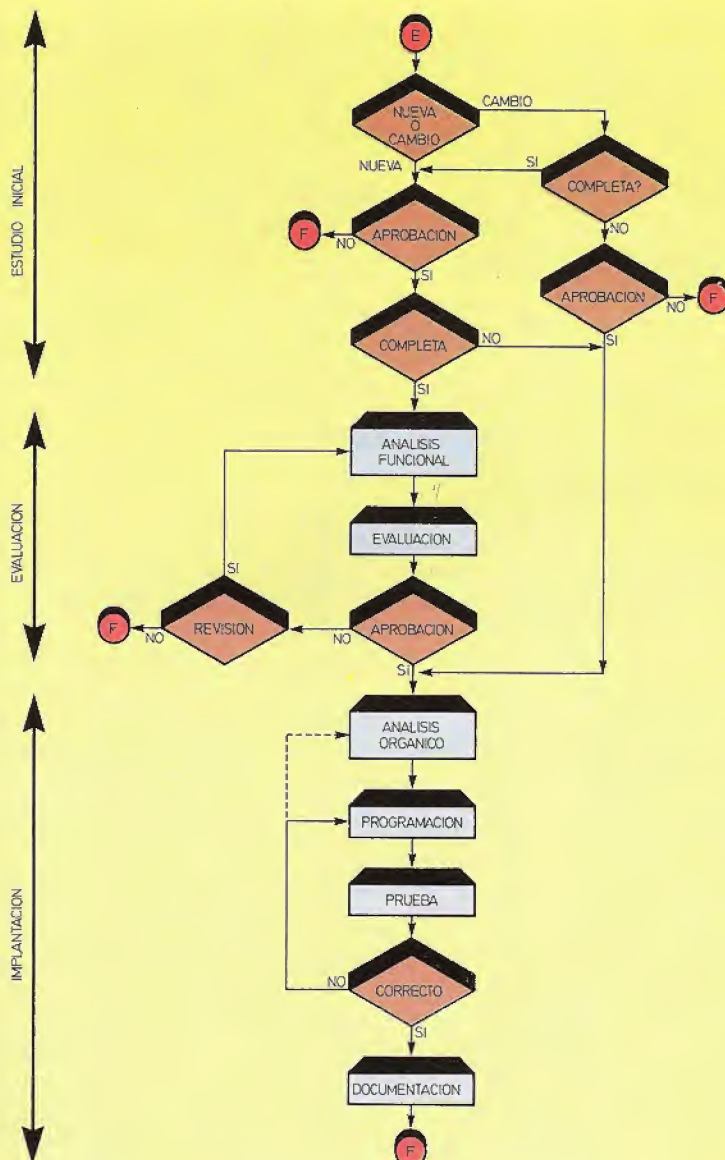 E
NUEVA
O
CAMBIO
CAMBIO
NUEVA
SI
COMPLETA?
NO
F
NO
APROBACION
SI
APROBACION
NO
F
SI
COMPLETA
NO
SI
ESTUDIO INICIAL
ANALISIS
FUNCIONAL
EVALUACION
SI
F
NO
REVISION
NO
APROBACION
SI
EVALUACION
ANALISIS
ORGANICO
PROGRAMACION
PRUEBA
NO
CORRECTO
SI
DOCUMENTACION
F
IMPLANTACION